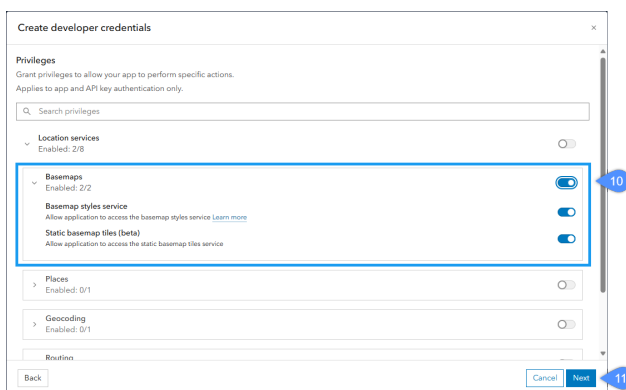 Create developer credentials
×
Privileges
Grant privileges to allow your app to perform specific actions.
Applies to app and API key authentication only.
Search privileges
Location services
Enabled: 2/8
Basemaps
Enabled: 2/2
10
Basemap styles service
Allow application to access the basemap styles service Learn more
Static basemap tiles (beta)
Allow application to access the static basemap tiles service
Places
Enabled: 0/1
Geocoding
Enabled: 0/1
Routing
Back
Cancel
Next
11